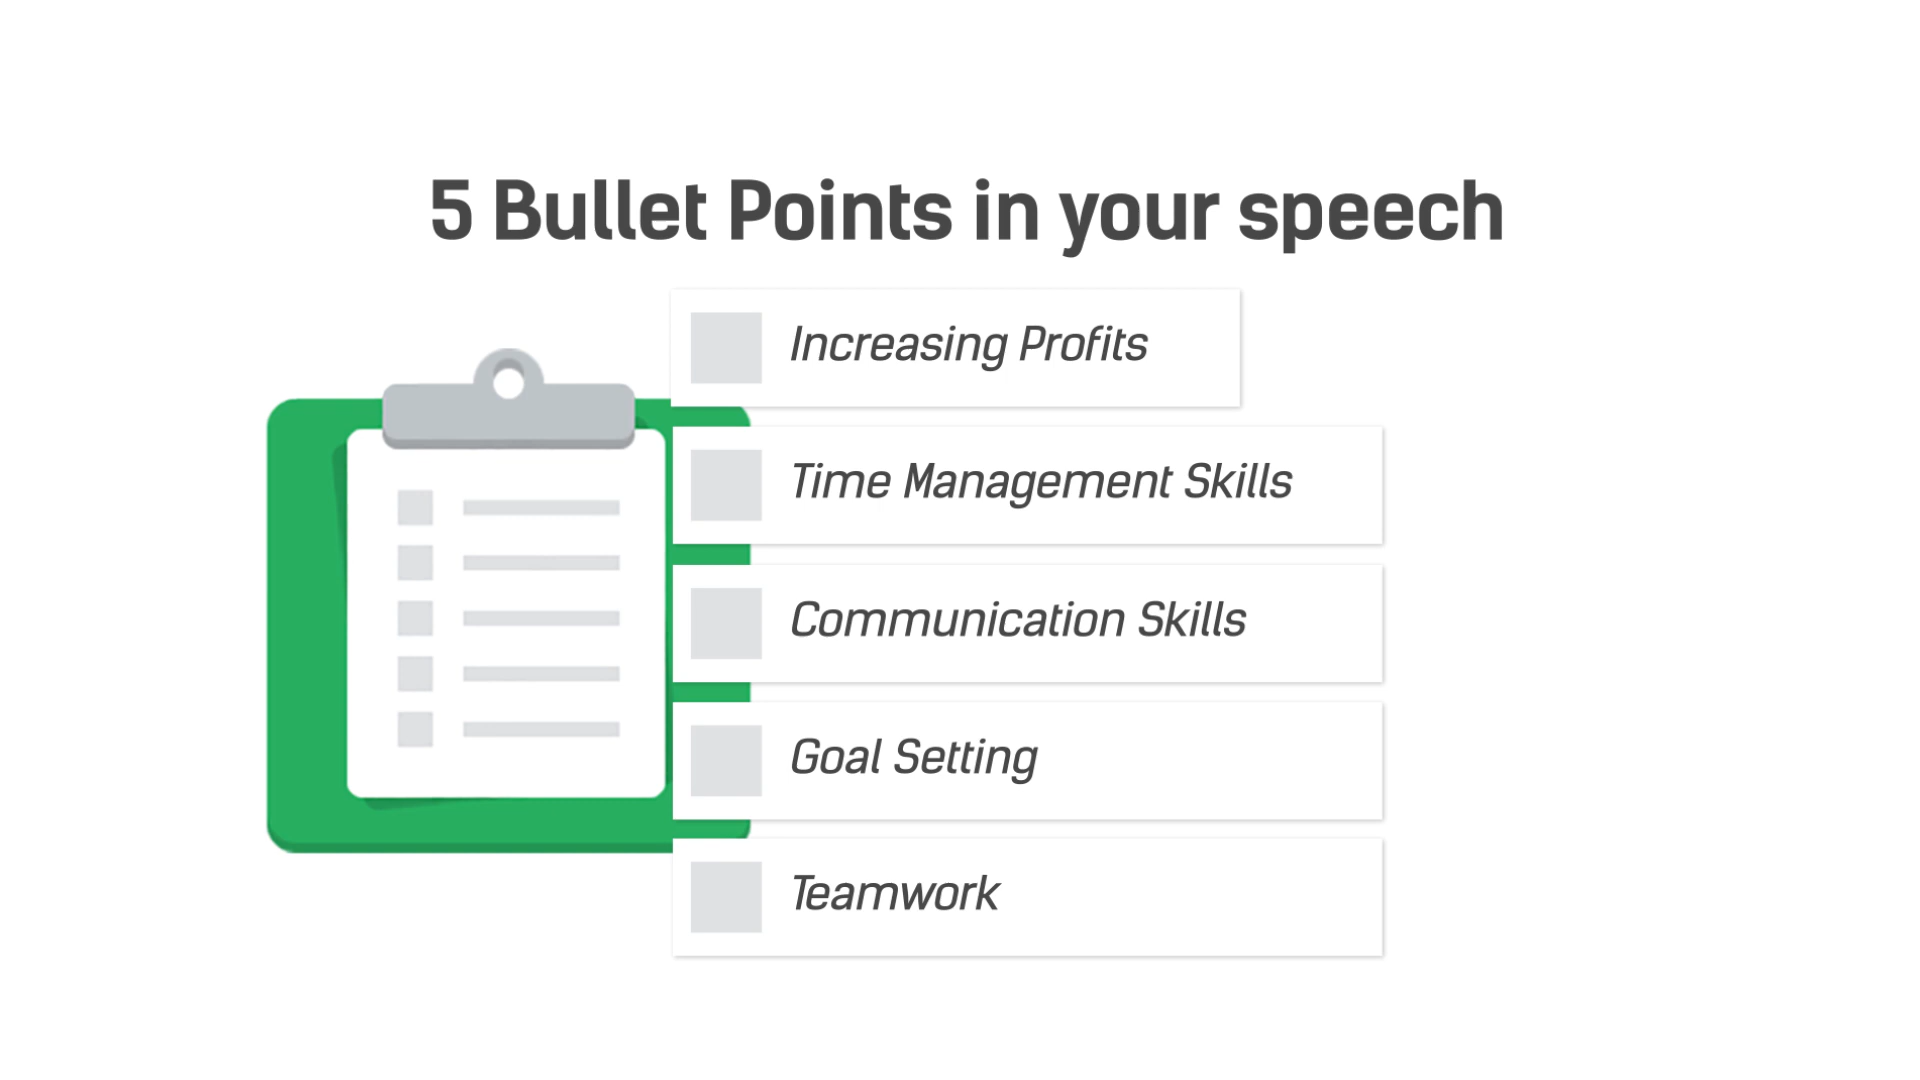 5 Bullet Points in your speech
Increasing Profits
Time Management Skills
Communication Skills
Goal Setting
Teamwork